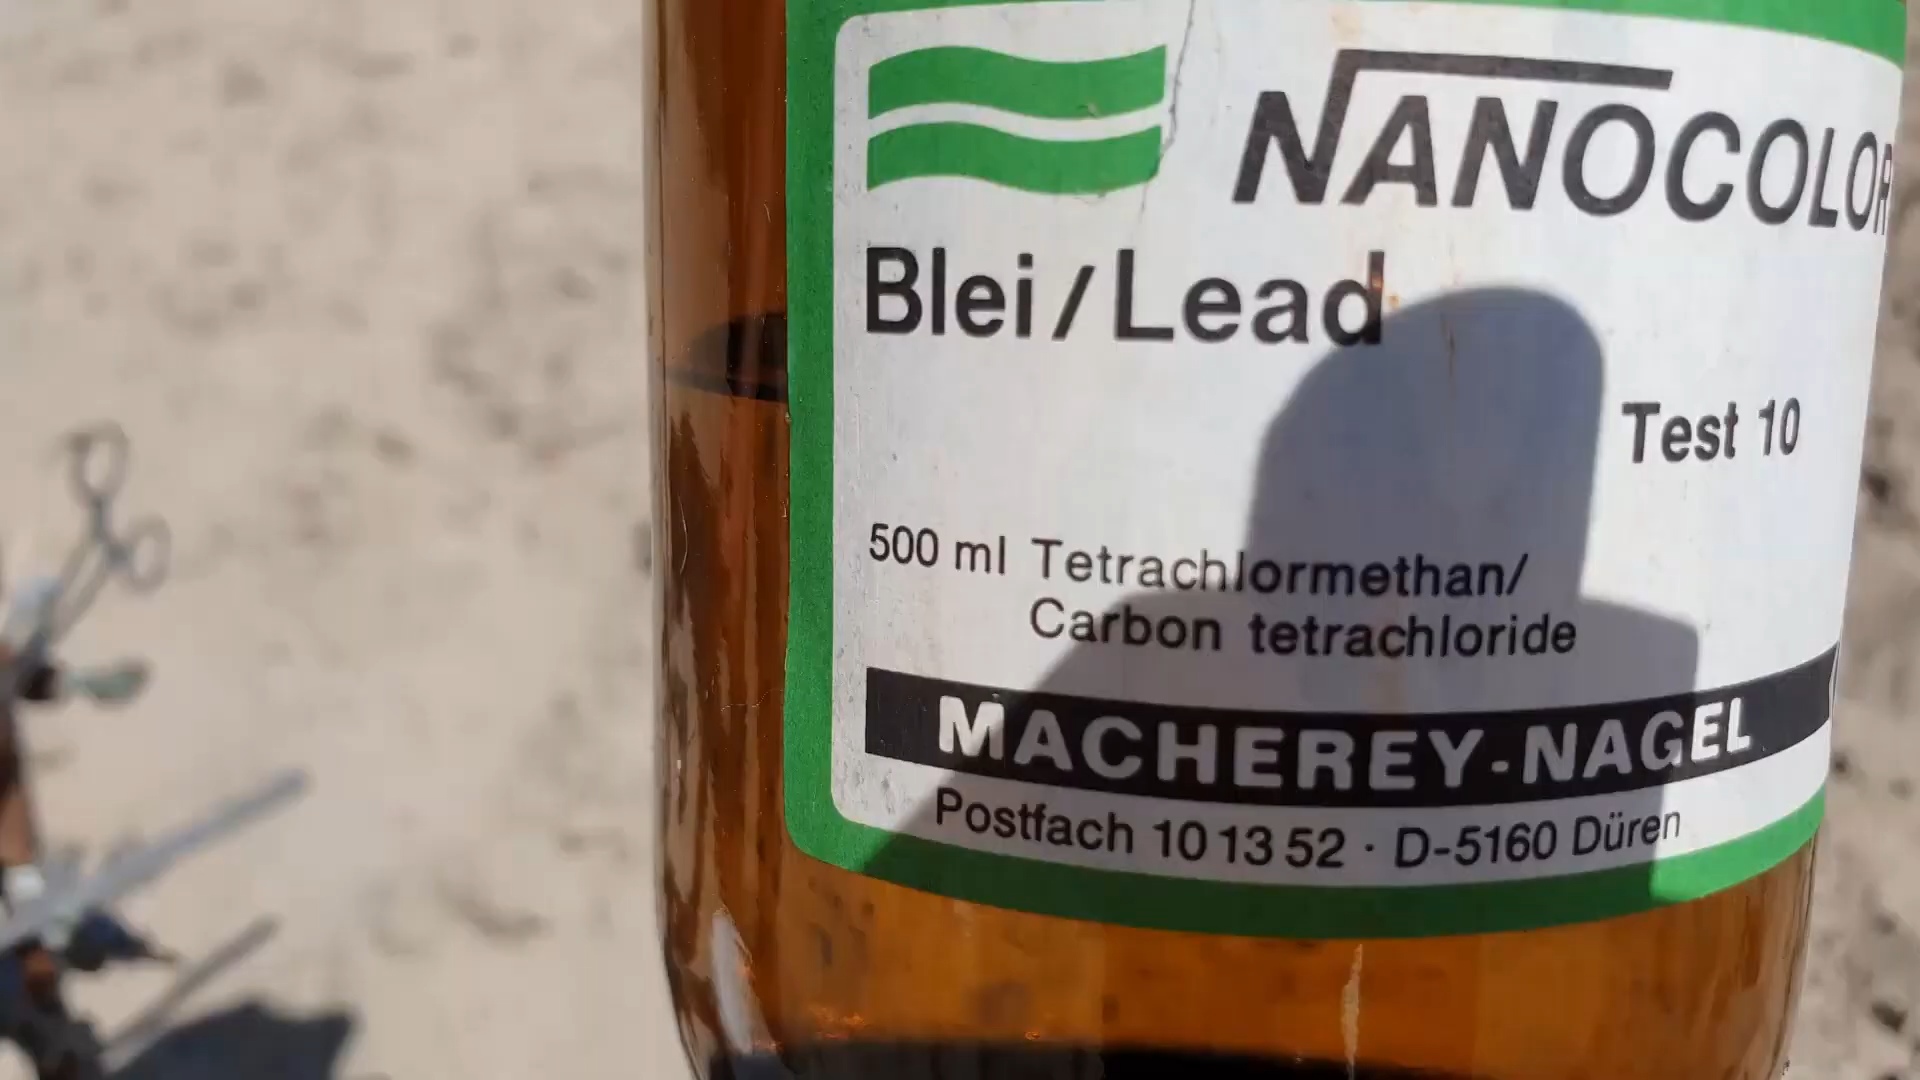 NANOCOLOR
Blei/Lead
Test 10
500 ml Tetrachlormethan/
Carbon tetrachloride
MACHEREY-NAGEL
Postfach 10 13 52 · D-5160 Düren